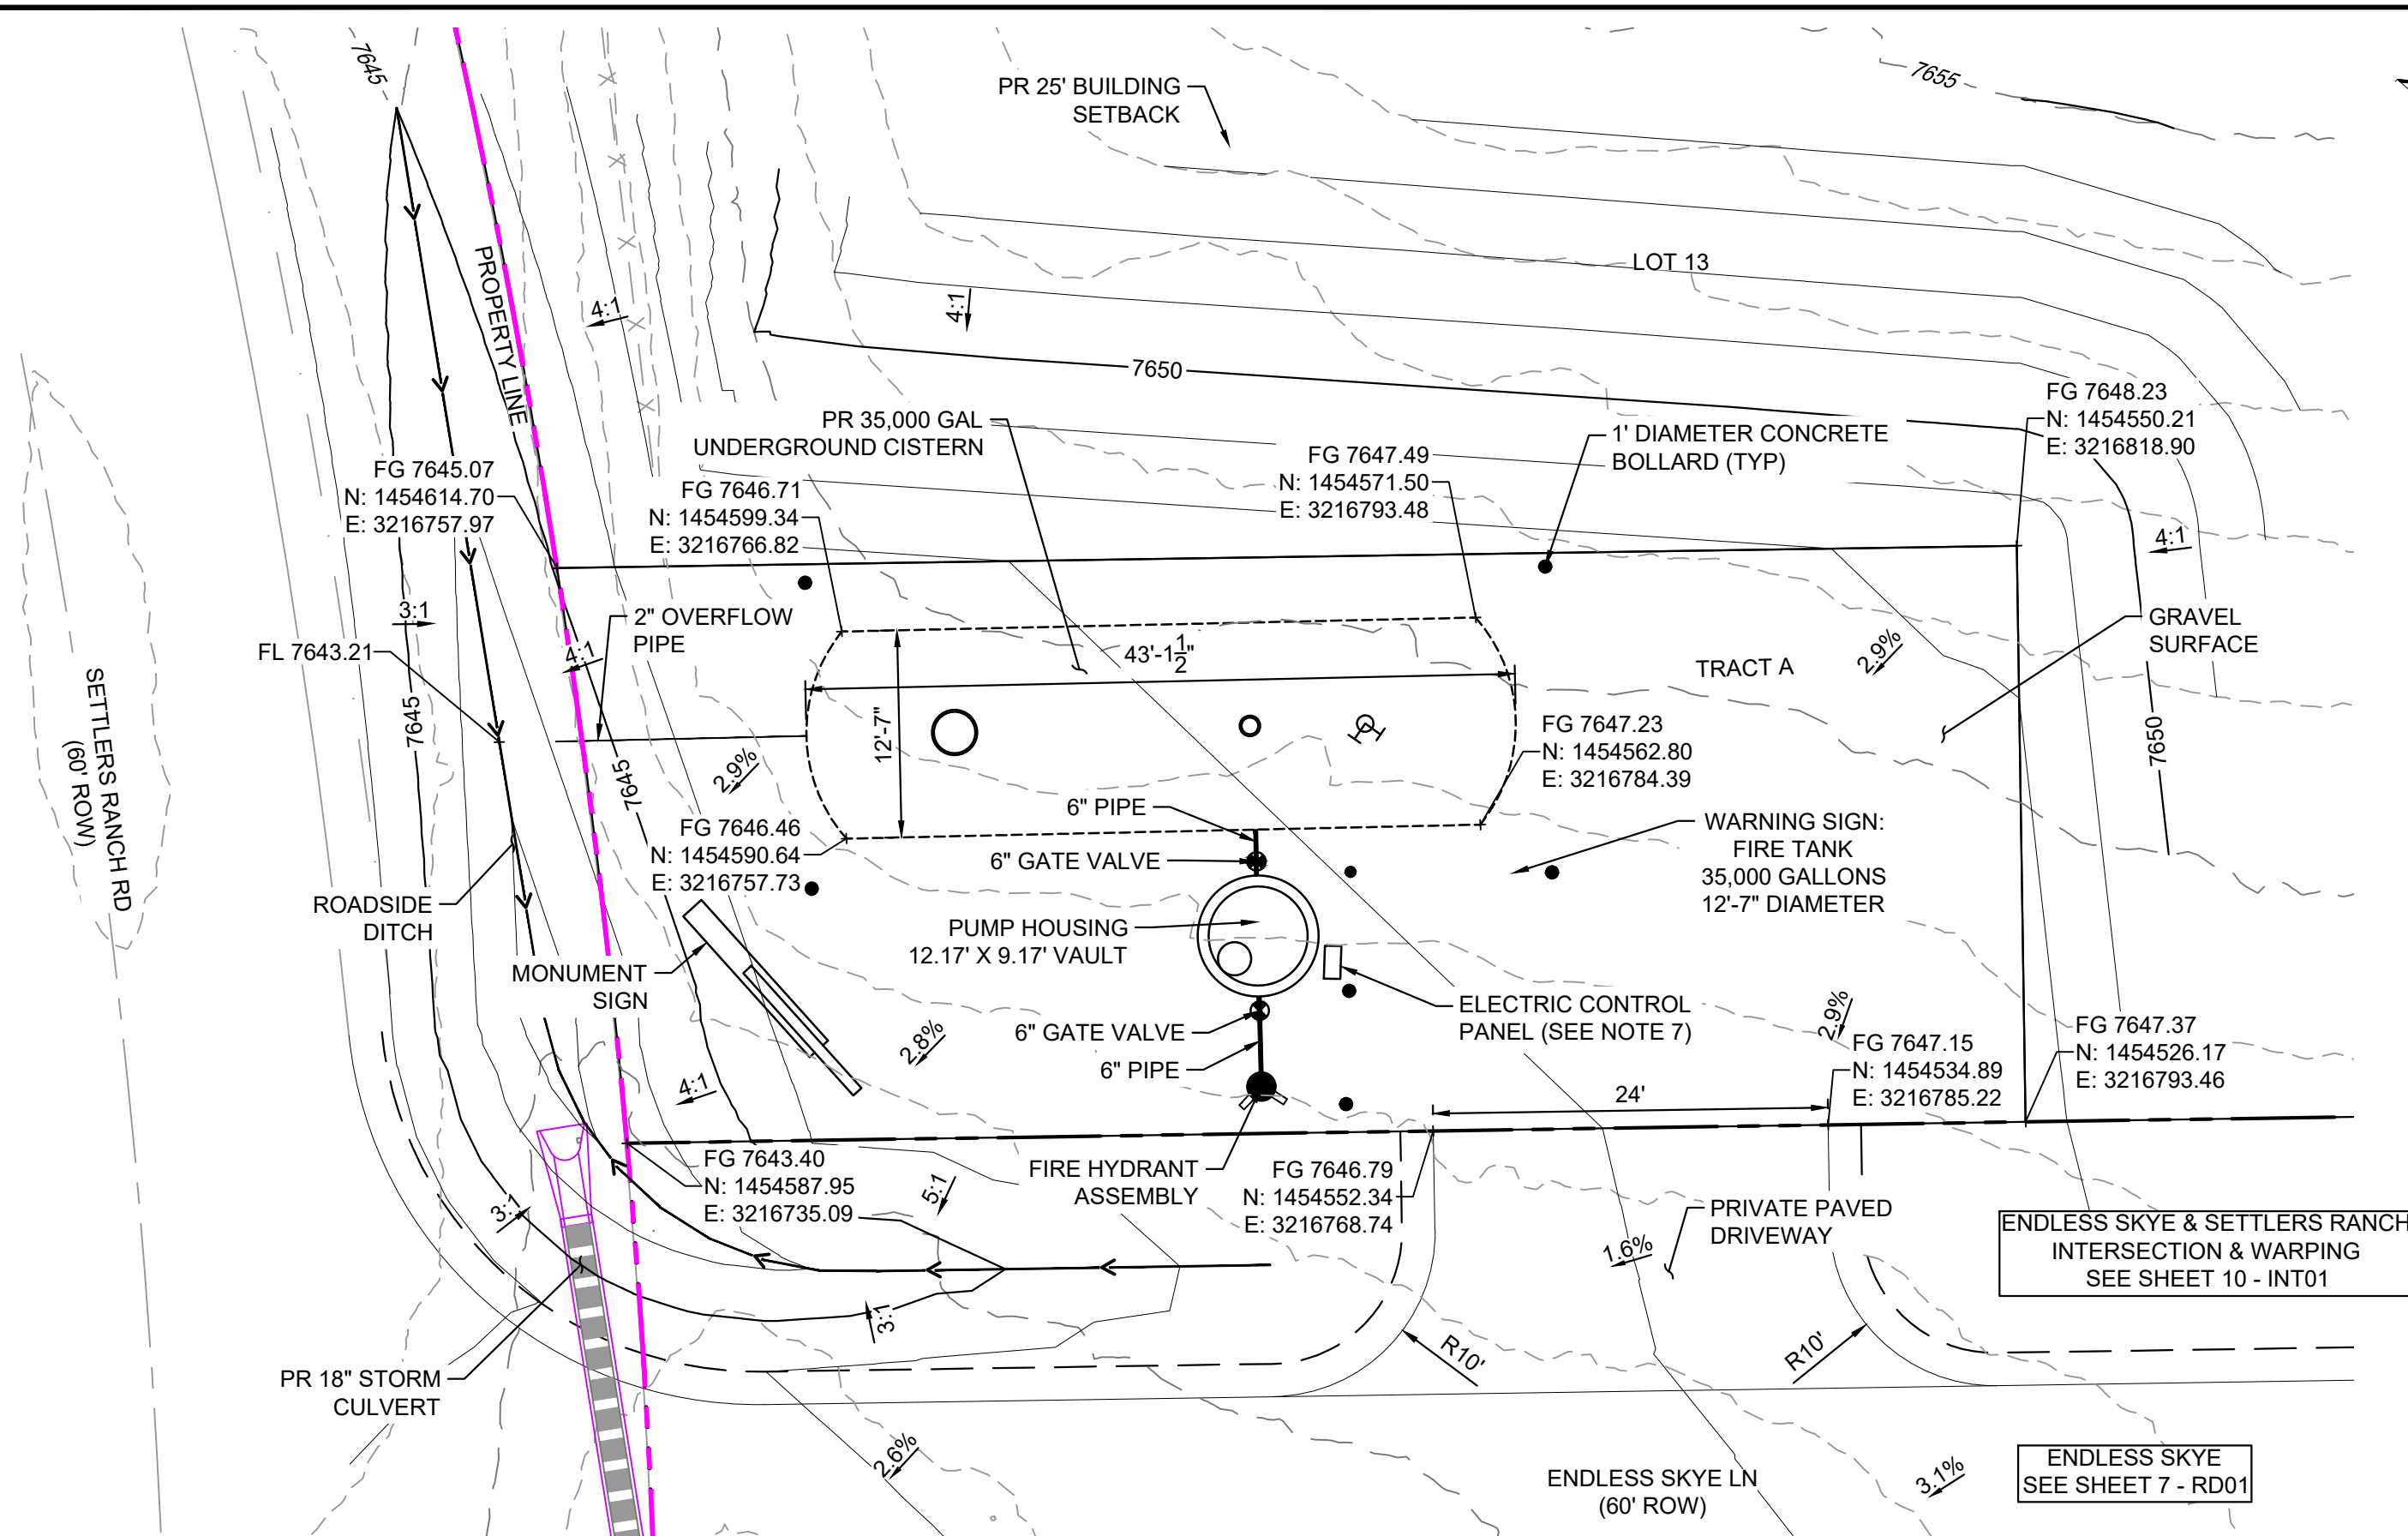 7645
PR 25' BUILDING
SETBACK
7655
PROPERTY LINE
LOT 13
4:1
4:1
7650
PR 35,000 GAL
UNDERGROUND CISTERN
1' DIAMETER CONCRETE
BOLLARD (TYP)
FG 7648.23
N: 1454550.21
E: 3216818.90
FG 7645.07
N: 1454614.70
E: 3216757.97
FG 7646.71
N: 1454599.34
E: 3216766.82
FG 7647.49
N: 1454571.50
E: 3216793.48
4:1
3:1
2" OVERFLOW
PIPE
4:1
FL 7643.21
43'-1 1/2"
TRACT A
2.9%
GRAVEL
SURFACE
SETTLERS RANCH RD
(60' ROW)
7645
7645
12'-7"
2.9%
FG 7647.23
N: 1454562.80
E: 3216784.39
7650
6" PIPE
6" GATE VALVE
FG 7646.46
N: 1454590.64
E: 3216757.73
WARNING SIGN:
FIRE TANK
35,000 GALLONS
12'-7" DIAMETER
ROADSIDE
DITCH
PUMP HOUSING
12.17' X 9.17' VAULT
MONUMENT
SIGN
ELECTRIC CONTROL
PANEL (SEE NOTE 7)
6" GATE VALVE
6" PIPE
2.8%
4:1
2.9%
FG 7647.15
N: 1454534.89
E: 3216785.22
FG 7647.37
N: 1454526.17
E: 3216793.46
24'
FG 7643.40
N: 1454587.95
E: 3216735.09
5:1
FIRE HYDRANT
ASSEMBLY
FG 7646.79
N: 1454552.34
E: 3216768.74
3:1
3:1
PRIVATE PAVED
DRIVEWAY
1.6%
ENDLESS SKYE & SETTLERS RANCH
INTERSECTION & WARPING
SEE SHEET 10 - INT01
R10'
R10'
PR 18" STORM
CULVERT
2.6%
ENDLESS SKYE LN
(60' ROW)
3.1%
ENDLESS SKYE
SEE SHEET 7 - RD01